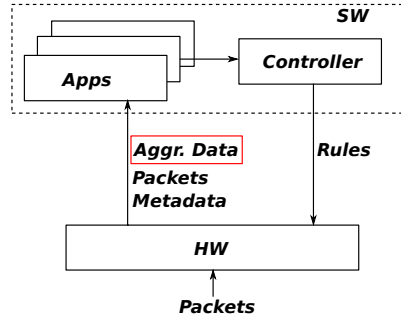 SW
Apps
Controller
Aggr. Data
Packets
Metadata
Rules
HW
Packets